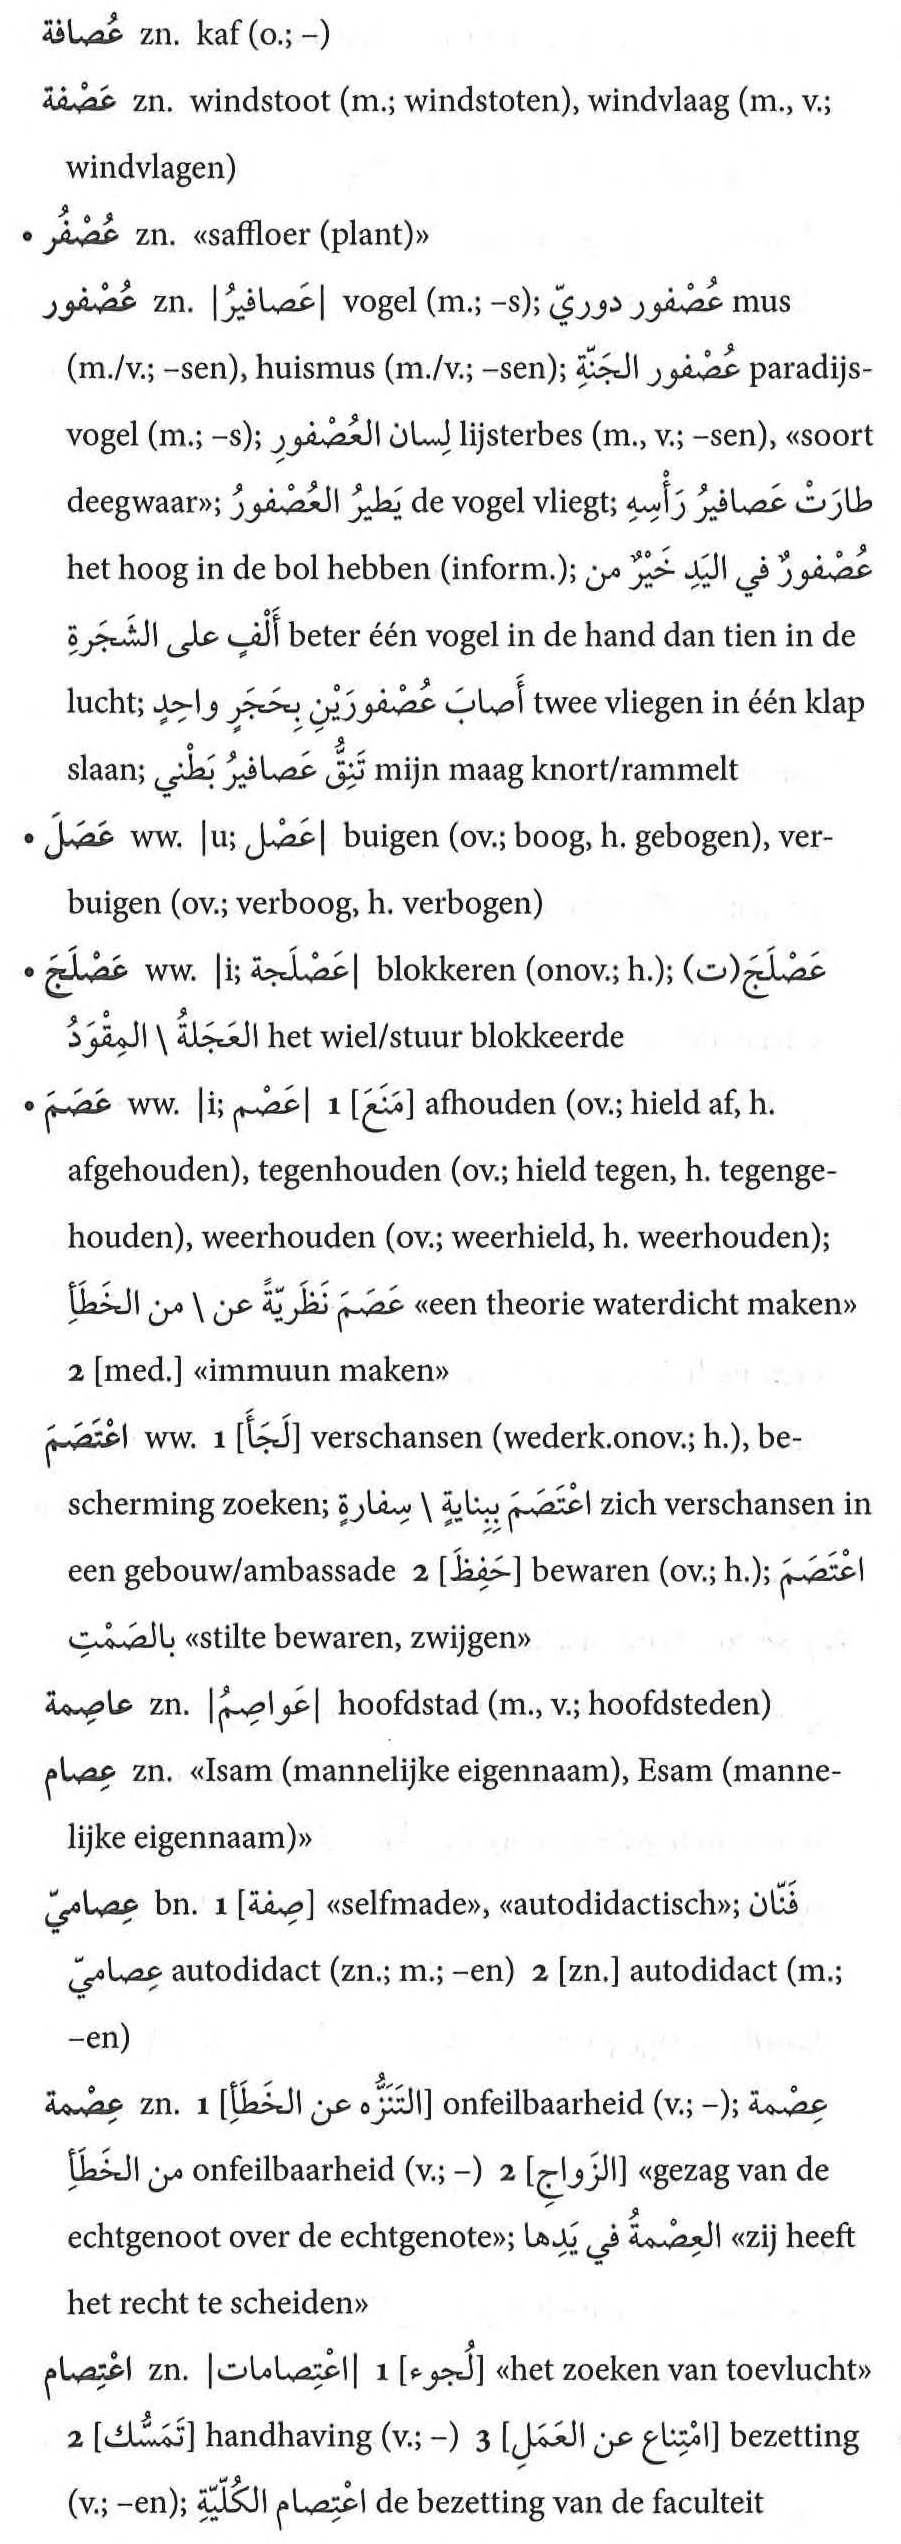 عُصافة zn. kaf (o.; –)
عَصْفة zn. windstoot (m.; windstoten), windvlaag (m., v.;
windvlagen)
• عُصْفُر zn. «saffloer (plant)»
عُصْفور zn. |عَصافيرُ| vogel (m.; –s); عُصْفور دوريّ mus
(m./v.; –sen), huismus (m./v.; –sen); عُصْفور الجَنّةِ paradijs-
vogel (m.; –s); لِسان العُصْفورِ lijsterbes (m., v.; –sen), «soort
deegwaar»; يَطيرُ العُصْفورُ de vogel vliegt; طارَتْ عَصافيرُ رَأْسِهِ
het hoog in de bol hebben (inform.); عُصْفورٌ في اليَدِ خَيْرٌ من
أَلْفٍ على الشَجَرةِ beter één vogel in de hand dan tien in de
lucht; أَصابَ عُصْفورَيْنِ بِحَجَرٍ واحِدٍ twee vliegen in één klap
slaan; تَنِقُّ عَصافيرُ بَطْني mijn maag knort/rammelt
• عَصَلَ ww. |u; عَصْل| buigen (ov.; boog, h. gebogen), ver-
buigen (ov.; verboog, h. verbogen)
• عَصْلَجَ ww. |i; عَصْلَجة| blokkeren (onov.; h.); عَصْلَجَ(ت)
العَجَلةُ \ المِقْوَدُ het wiel/stuur blokkeerde
• عَصَمَ ww. |i; عَصْم| 1 [مَنَعَ] afhouden (ov.; hield af, h.
afgehouden), tegenhouden (ov.; hield tegen, h. tegenge-
houden), weerhouden (ov.; weerhield, h. weerhouden);
عَصَمَ نَظَريّةً عن \ من الخَطَأِ «een theorie waterdicht maken»
2 [med.] «immuun maken»
اعْتَصَمَ ww. 1 [لَجَأَ] verschansen (wederk.onov.; h.), be-
scherming zoeken; اعْتَصَمَ بِبِنايةٍ \ سِفارةٍ zich verschansen in
een gebouw/ambassade 2 [حَفِظَ] bewaren (ov.; h.); اعْتَصَمَ
بِالصَمْتِ «stilte bewaren, zwijgen»
عاصِمة zn. |عَواصِمُ| hoofdstad (m., v.; hoofdsteden)
عِصام zn. «Isam (mannelijke eigennaam), Esam (manne-
lijke eigennaam)»
عِصاميّ bn. 1 [صِفة] «selfmade», «autodidactisch»; فَنّان
عِصاميّ autodidact (zn.; m.; –en) 2 [zn.] autodidact (m.;
–en)
عِصْمة zn. 1 [التَنَزُّه عن الخَطَأِ] onfeilbaarheid (v.; –); عِصْمة
من الخَطَأِ onfeilbaarheid (v.; –) 2 [الزَواجِ] «gezag van de
echtgenoot over de echtgenote»; العِصْمةُ في يَدِها «zij heeft
het recht te scheiden»
اعْتِصام zn. |اعْتِصامات| 1 [لُجوء] «het zoeken van toevlucht»
2 [تَمَسُّك] handhaving (v.; –) 3 [امْتِناع عن العَمَلِ] bezetting
(v.; –en); اعْتِصام الكُلّيّةِ de bezetting van de faculteit